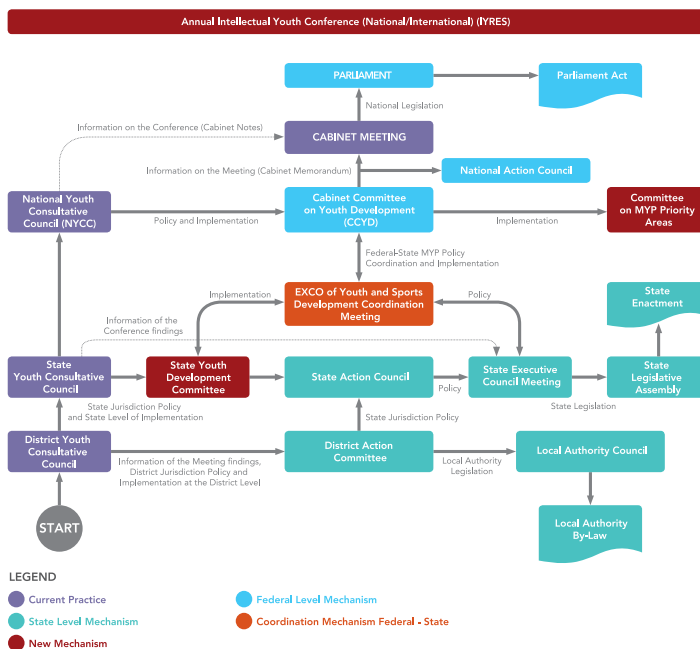 Annual Intellectual Youth Conference (National/International) (IYRES)
PARLIAMENT
Parliament Act
National Legislation
Information on the Conference (Cabinet Notes)
CABINET MEETING
Information on the Meeting (Cabinet Memorandum)
National Action Council
National Youth
Consultative
Council (NYCC)
Policy and Implementation
Cabinet Committee
on Youth Development
(CCYD)
Implementation
Committee
on MYP Priority
Areas
Federal-State MYP Policy
Coordination and Implementation
Implementation
EXCO of Youth and Sports
Development Coordination
Meeting
Policy
State
Enactment
Information of the
Conference findings
State
Youth Consultative
Council
State Youth
Development
Committee
State Action Council
Policy
State Executive
Council Meeting
State
Legislative
Assembly
State Jurisdiction Policy
and State Level of Implementation
State Jurisdiction Policy
State Legislation
District Youth
Consultative
Council
Information of the Meeting findings,
District Jurisdiction Policy and
Implementation at the District Level
District Action
Committee
Local Authority
Legislation
Local Authority Council
START
Local Authority
By-Law
LEGEND
Current Practice
Federal Level Mechanism
State Level Mechanism
Coordination Mechanism Federal - State
New Mechanism